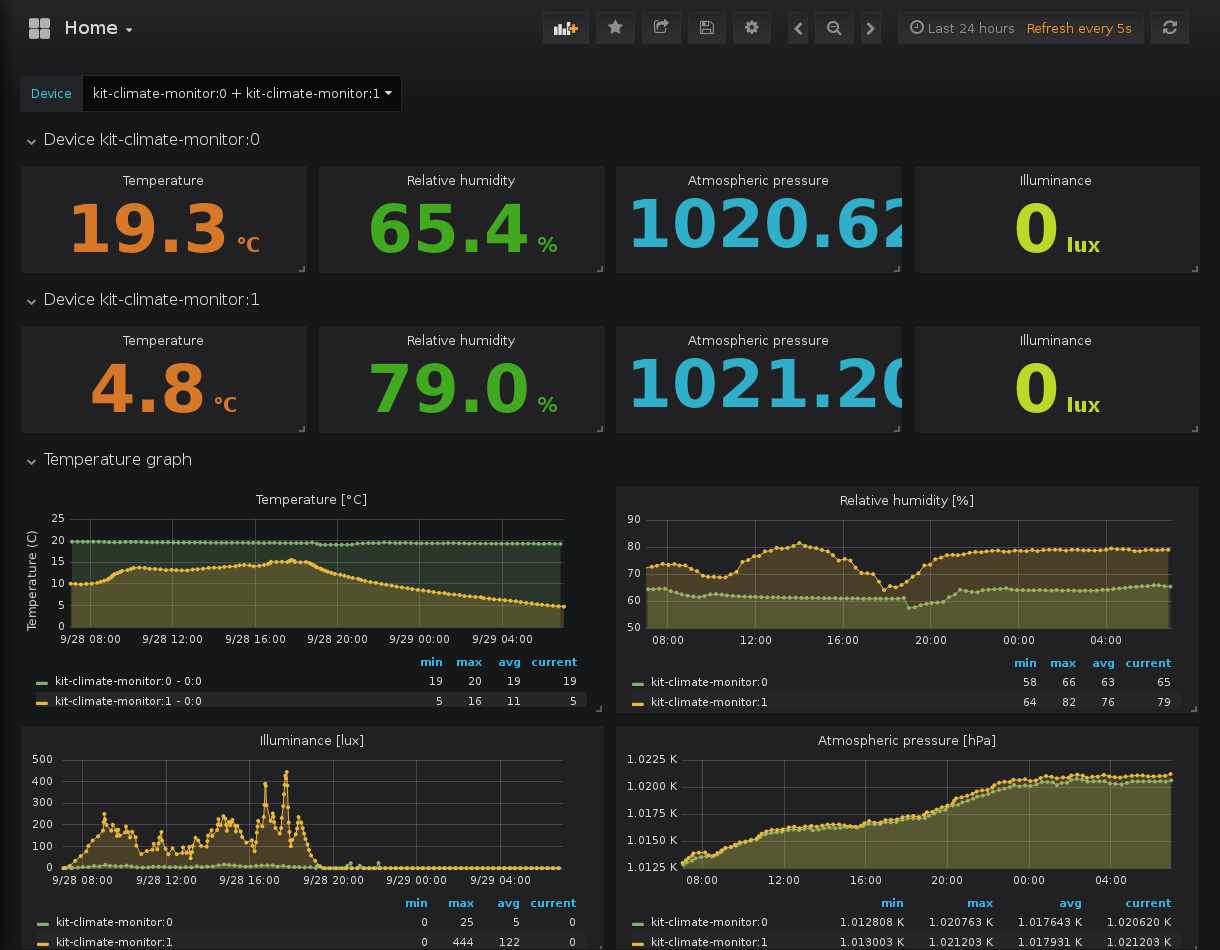 Home
Last 24 hours Refresh every 5s
Device kit-climate-monitor:0 + kit-climate-monitor:1
Device kit-climate-monitor:0
Temperature Relative humidity Atmospheric pressure Illuminance
19.3 °C 65.4 % 1020.62 0 lux
Device kit-climate-monitor:1
Temperature Relative humidity Atmospheric pressure Illuminance
4.8 °C 79.0 % 1021.20 0 lux
Temperature graph
Temperature [°C]
Temperature (C)
25
20
15
10
5
0
9/28 08:00 9/28 12:00 9/28 16:00 9/28 20:00 9/29 00:00 9/29 04:00
min max avg current
kit-climate-monitor:0 - 0:0 19 20 19 19
kit-climate-monitor:1 - 0:0 5 16 11 5
Relative humidity [%]
90
80
70
60
50
08:00 12:00 16:00 20:00 00:00 04:00
min max avg current
kit-climate-monitor:0 58 66 63 65
kit-climate-monitor:1 64 82 76 79
Illuminance [lux]
500
400
300
200
100
0
9/28 08:00 9/28 12:00 9/28 16:00 9/28 20:00 9/29 00:00 9/29 04:00
min max avg current
kit-climate-monitor:0 0 25 5 0
kit-climate-monitor:1 0 444 122 0
Atmospheric pressure [hPa]
1.0225 K
1.0200 K
1.0175 K
1.0150 K
1.0125 K
08:00 12:00 16:00 20:00 00:00 04:00
min max avg current
kit-climate-monitor:0 1.012808 K 1.020763 K 1.017643 K 1.020620 K
kit-climate-monitor:1 1.013003 K 1.021203 K 1.017931 K 1.021203 K